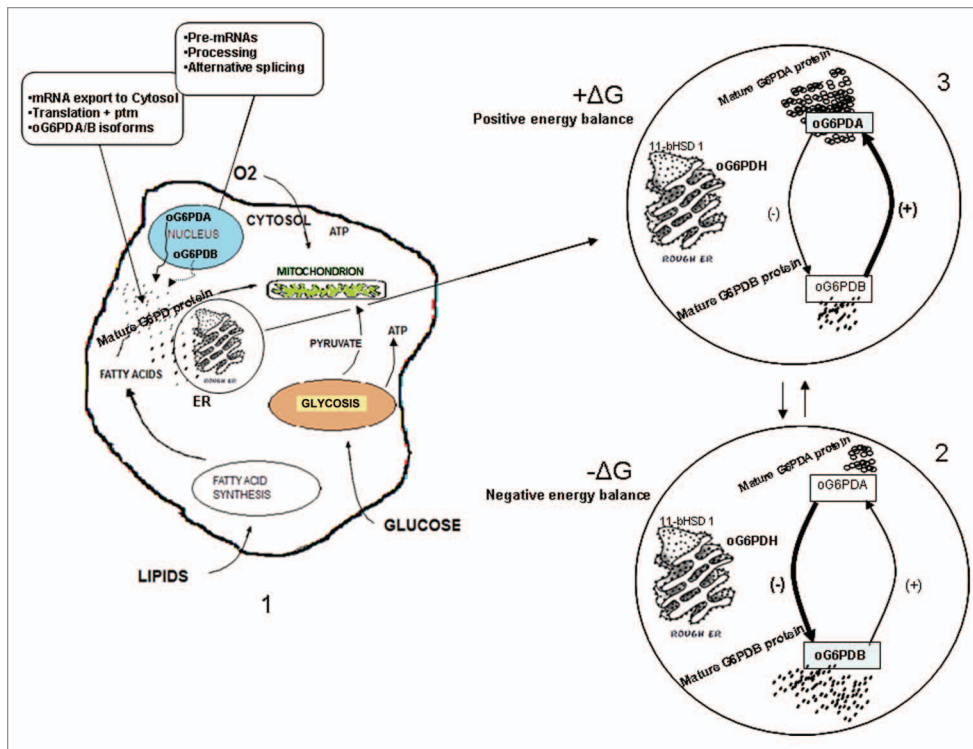 •Pre-mRNAs
•Processing
•Alternative splicing
•mRNA export to Cytosol
•Translation + ptm
•oG6PDA/B isoforms
O2
CYTOSOL
ATP
oG6PDA
NUCLEUS
oG6PDB
MITOCHONDRION
Mature G6PD protein
ATP
PYRUVATE
FATTY ACIDS
ROUGH ER
ER
GLYCOSIS
FATTY ACID
SYNTHESIS
GLUCOSE
LIPIDS
1
+ΔG
Positive energy balance
3
Mature G6PDA protein
oG6PDA
11-bHSD 1
oG6PDH
(-)
(+)
ROUGH ER
Mature G6PDB protein
oG6PDB
-ΔG
Negative energy balance
2
Mature G6PDA protein
oG6PDA
11-bHSD 1
oG6PDH
(-)
(+)
ROUGH ER
Mature G6PDB protein
oG6PDB